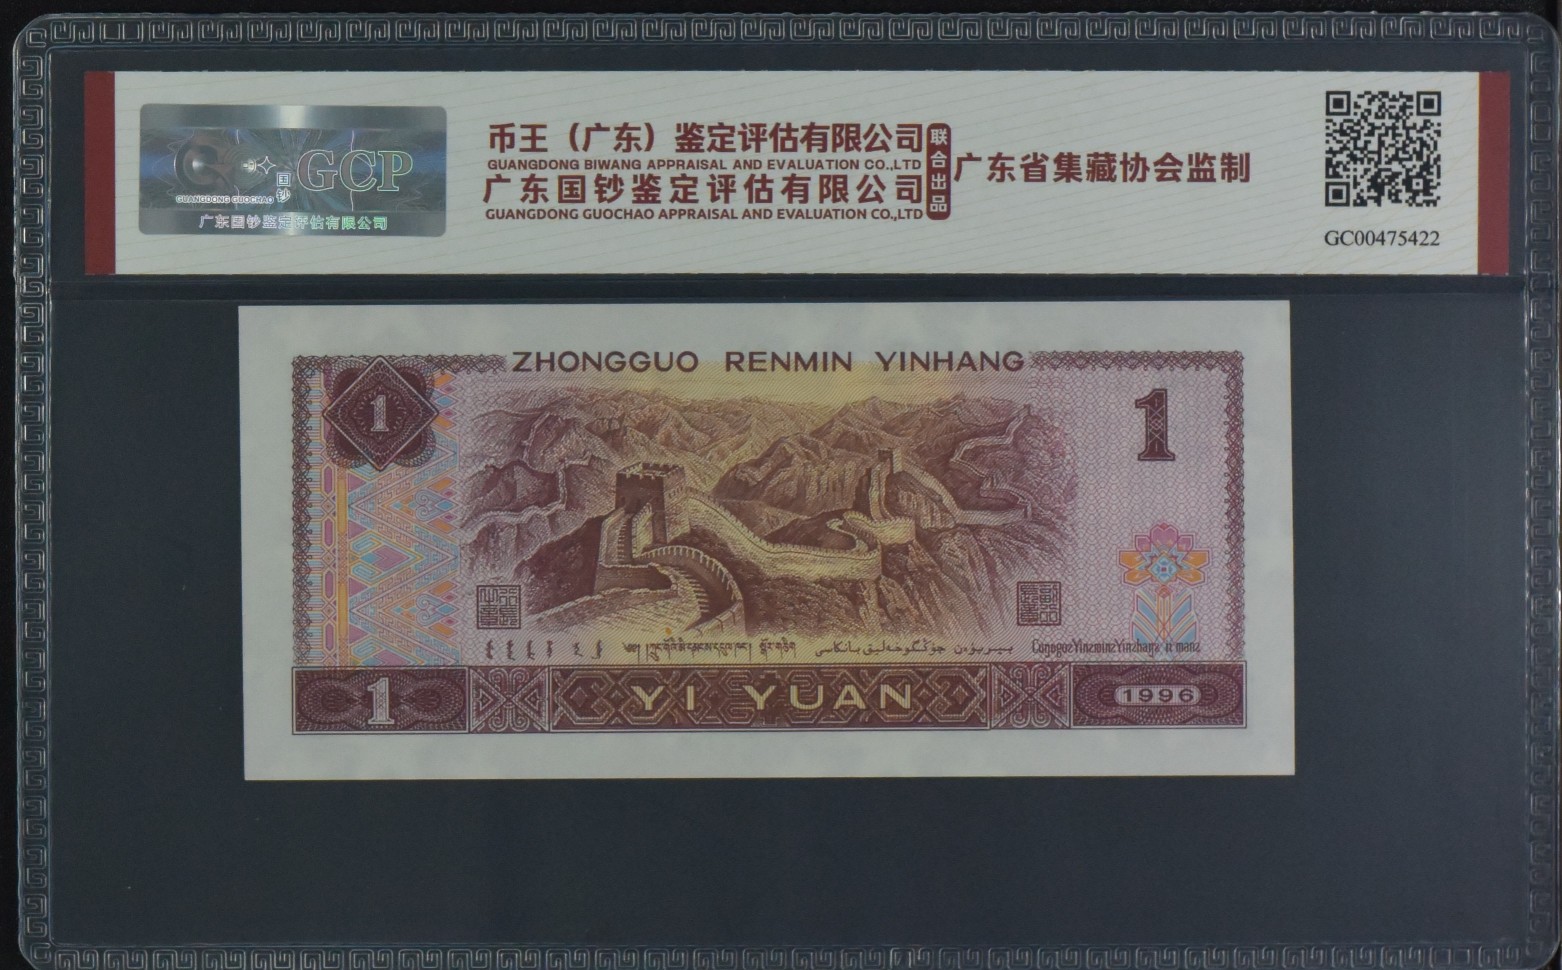 币王（广东）鉴定评估有限公司
GUANGDONG BIWANG APPRAISAL AND EVALUATION CO.,LTD
广东国钞鉴定评估有限公司
GUANGDONG GUOCHAO APPRAISAL AND EVALUATION CO.,LTD
联合出品
广东省集藏协会监制
GC00475422
国钞
GCP
GUANGDONG GUOCHAO
广东国钞鉴定评估有限公司
ZHONGGUO RENMIN YINHANG
1
1
1
YI YUAN
1996